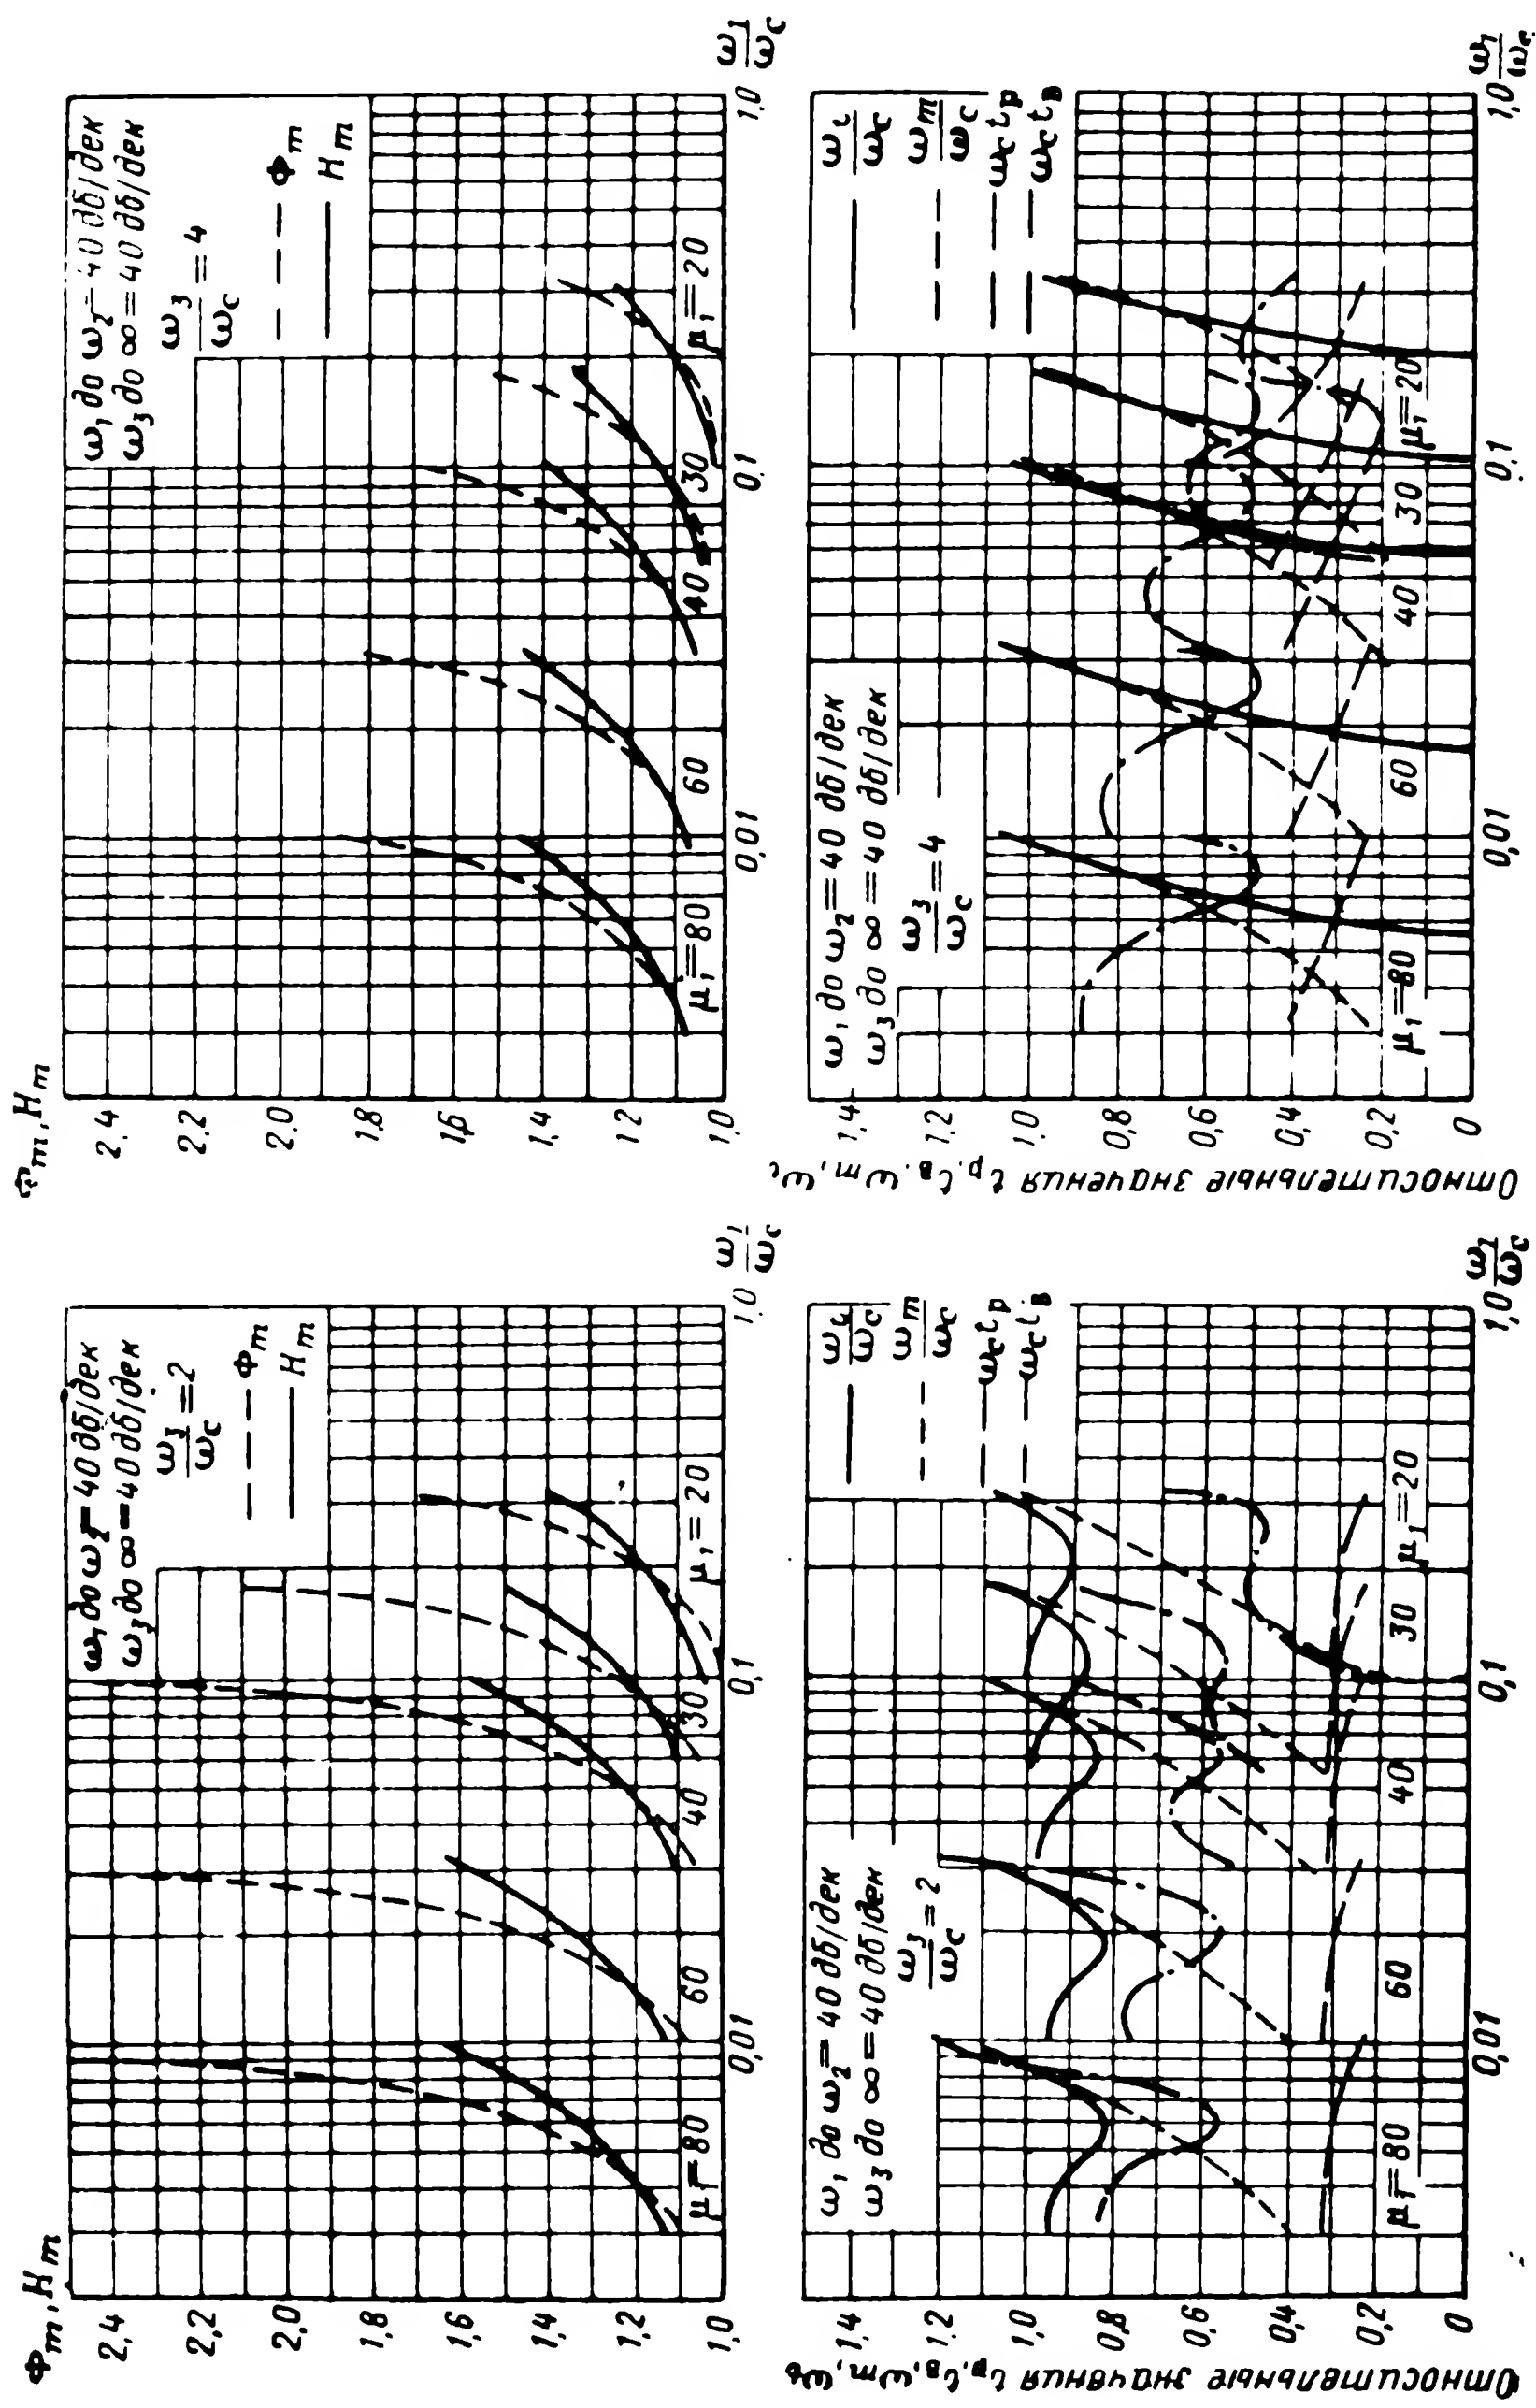 Φm, Hm
2,4
2,2
2,0
1,8
1,6
1,4
1,2
1,0
ω₁ до ω₂ = 40 дб/дек
ω₃ до ∞ = 40 дб/дек
ω₃/ωc = 2
--- Φm
— Hm
μ₁=80
60
40
30
μ₁=20
0,01
0,1
1,0
ω₁/ωc
Φm, Hm
2.4
2.2
2.0
1,8
1,6
1,4
1 2
1,0
ω₁ до ω₂ = 40 дб/дек
ω₃ до ∞ = 40 дб/дек
ω₃/ωc = 4
--- Φm
— Hm
μ₁=80
60
40
30
μ₁=20
0,01
0,1
1,0
ω₁/ωc
Относительные значения tр, tв, ωm,
1,4
1.2
1,0
0,8
0,6
0,4
0,2
0
ω₁ до ω₂ = 40 дб/дек
ω₃ до ∞ = 40 дб/дек
ω₃/ωc = 2
ωm/ωc
ωc tр
ωc tв
μ₁=80
60
40
30
μ₁=20
0,01
0,1
1,0
ω₁/ωc
Относительные значения tр. tв. ωm,
1,4
1.2
1.0
0,8
0,6
0,4
0,2
0
ω₁ до ω₂ = 40 дб/дек
ω₃ до ∞ = 40 дб/дек
ω₃/ωc = 4
ωm/ωc
ωc tр
ωc tв
μ₁=80
60
40
30
μ₁=20
0,01
0,1
1,0
ω₁/ωc